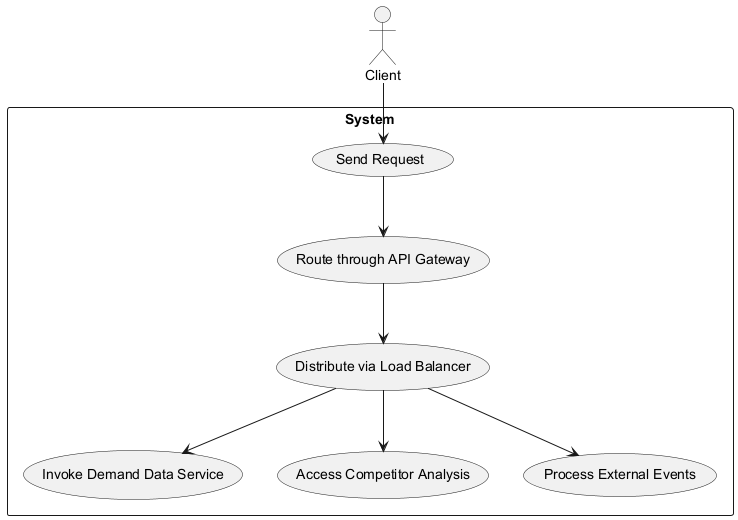 Client
System
Send Request
Route through API Gateway
Distribute via Load Balancer
Invoke Demand Data Service
Access Competitor Analysis
Process External Events